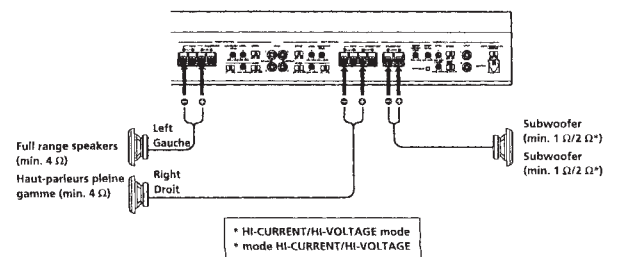 Left
Gauche
Full range speakers
(min. 4 Ω)
Haut-parleurs pleine
gamme (min. 4 Ω)
Right
Droit
Subwoofer
(min. 1 Ω/2 Ω*)
Subwoofer
(min. 1 Ω/2 Ω*)
* HI-CURRENT/HI-VOLTAGE mode
* mode HI-CURRENT/HI-VOLTAGE